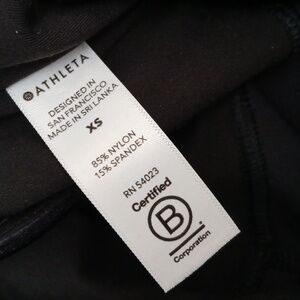 ATHLETA
DESIGNED IN
SAN FRANCISCO
MADE IN SRI LANKA
XS
85% NYLON
15% SPANDEX
RN 54023
Certified
B
Corporation